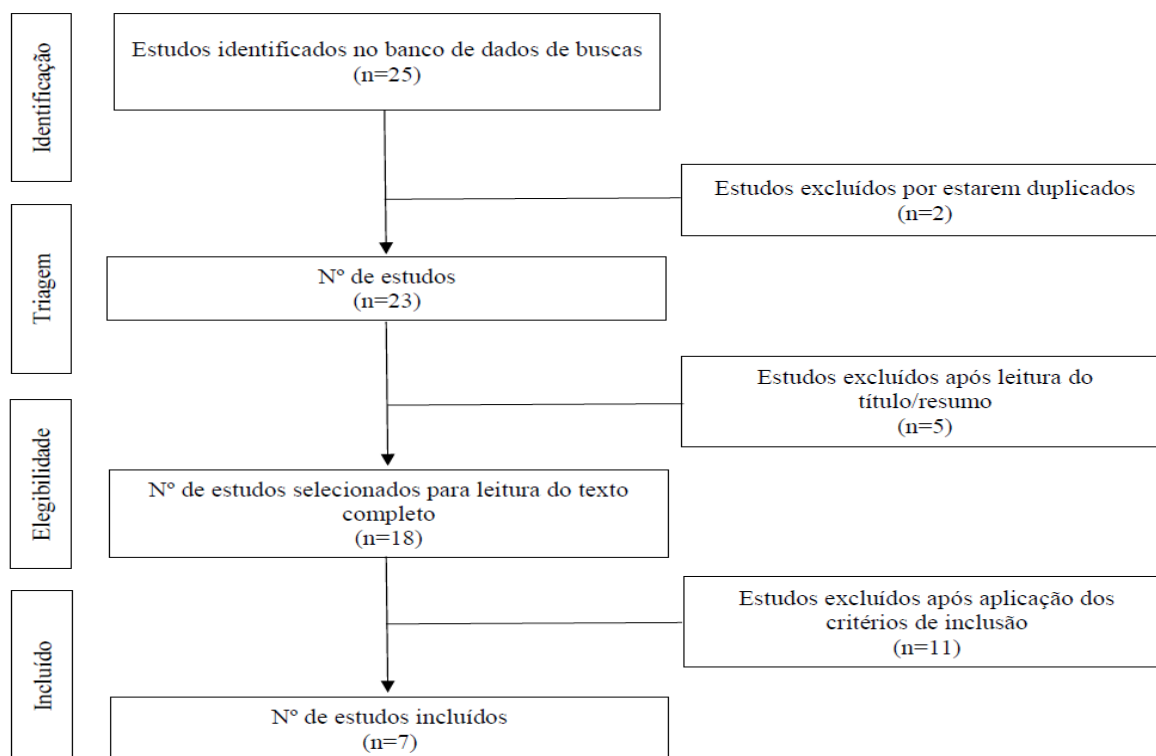 Identificação
Estudos identificados no banco de dados de buscas
(n=25)
Estudos excluídos por estarem duplicados
(n=2)
Triagem
Nº de estudos
(n=23)
Estudos excluídos após leitura do
título/resumo
(n=5)
Elegibilidade
Nº de estudos selecionados para leitura do texto
completo
(n=18)
Estudos excluídos após aplicação dos
critérios de inclusão
(n=11)
Incluído
Nº de estudos incluídos
(n=7)